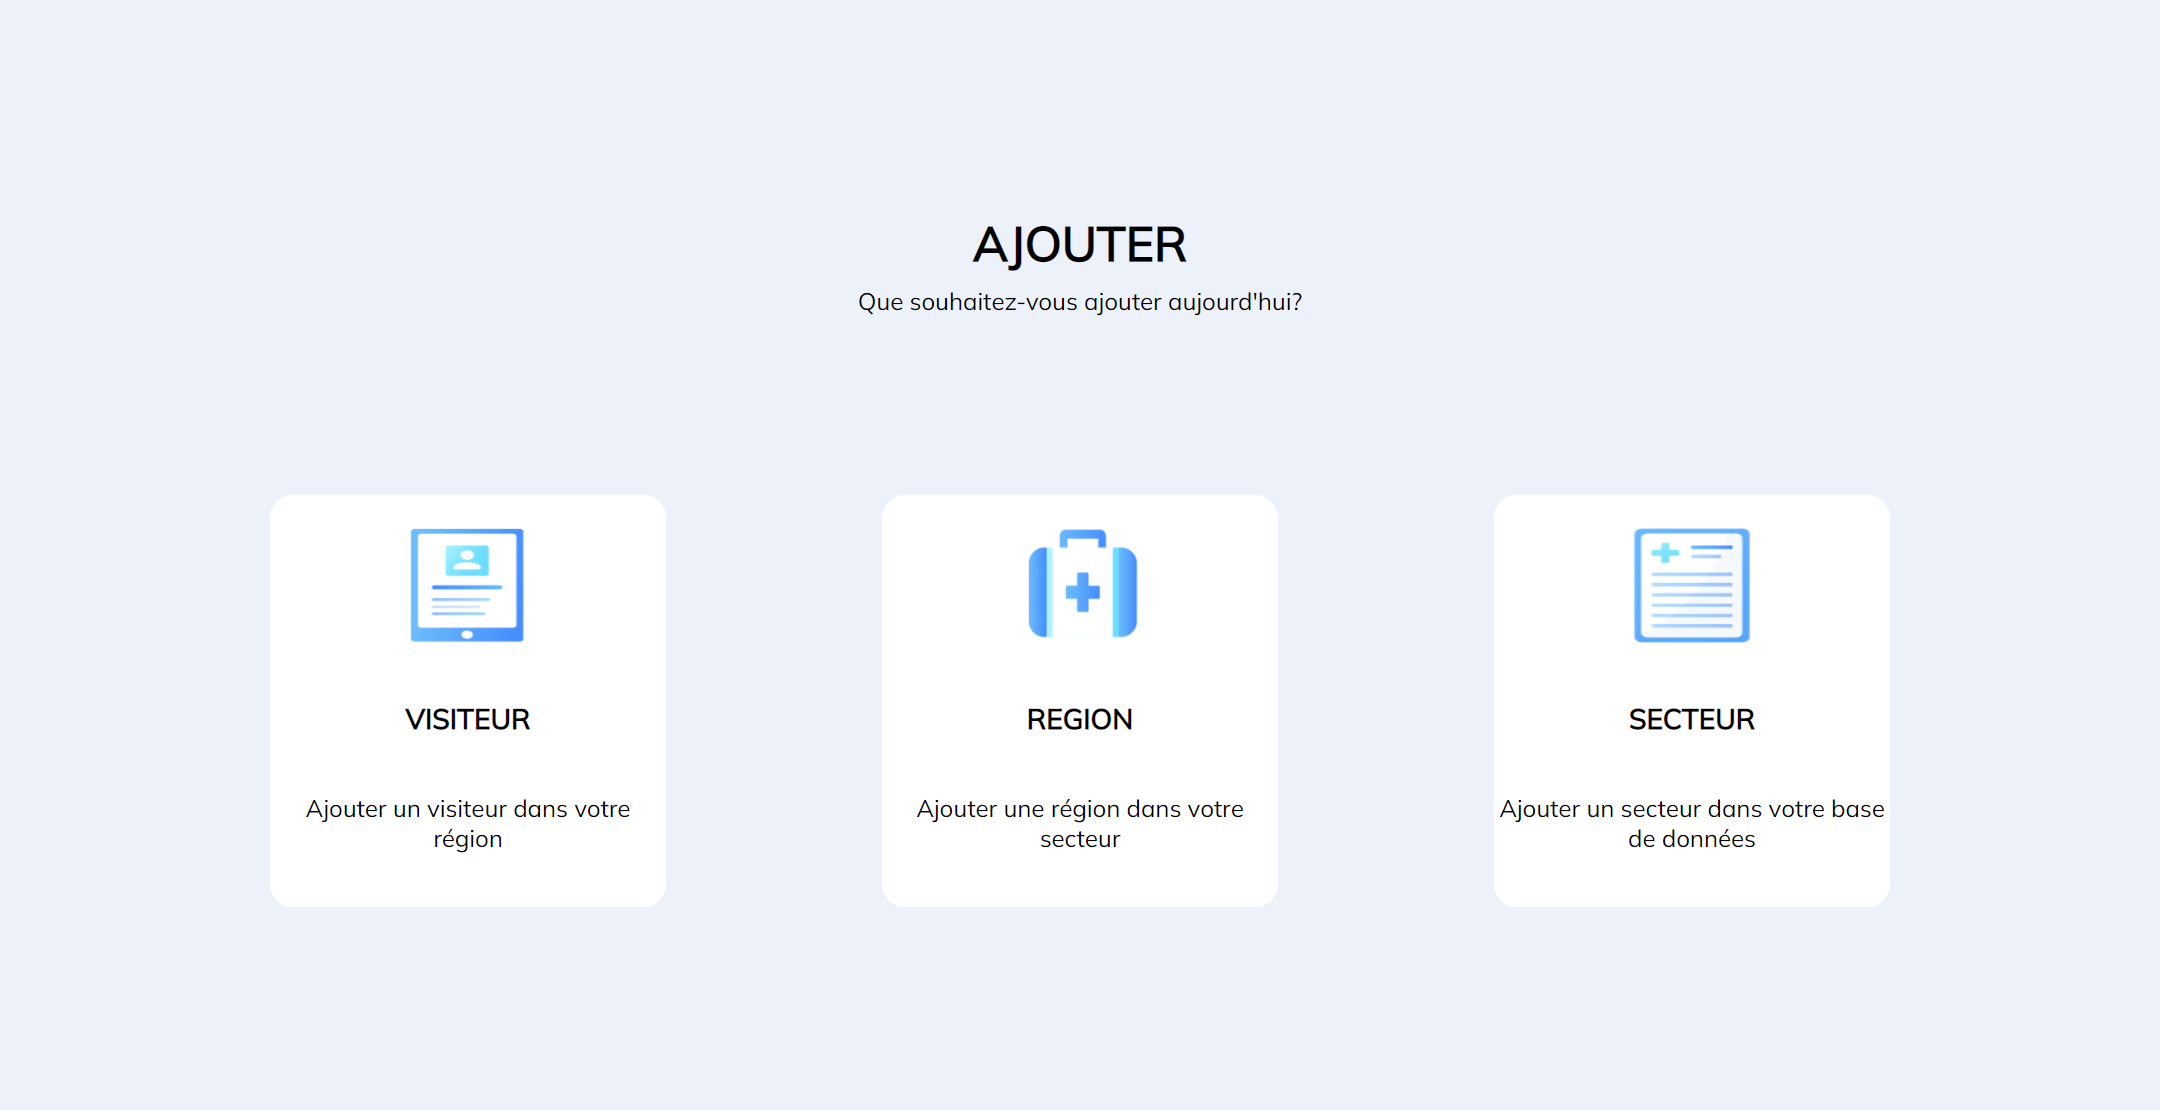 AJOUTER
Que souhaitez-vous ajouter aujourd'hui?
VISITEUR
Ajouter un visiteur dans votre
région
REGION
Ajouter une région dans votre
secteur
SECTEUR
Ajouter un secteur dans votre base
de données